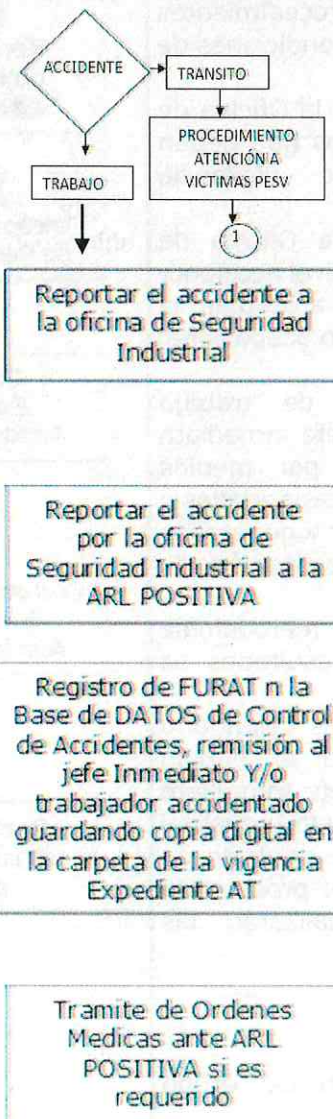 ACCIDENTE
TRANSITO
PROCEDIMIENTO
ATENCIÓN A
VICTIMAS PESV
TRABAJO
1
Reportar el accidente a
la oficina de Seguridad
Industrial
Reportar el accidente
por la oficina de
Seguridad Industrial a la
ARL POSITIVA
Registro de FURAT n la
Base de DATOS de Control
de Accidentes, remisión al
jefe Inmediato Y/o
trabajador accidentado
guardando copia digital en
la carpeta de la vigencia
Expediente AT
Tramite de Ordenes
Medicas ante ARL
POSITIVA si es
requerido